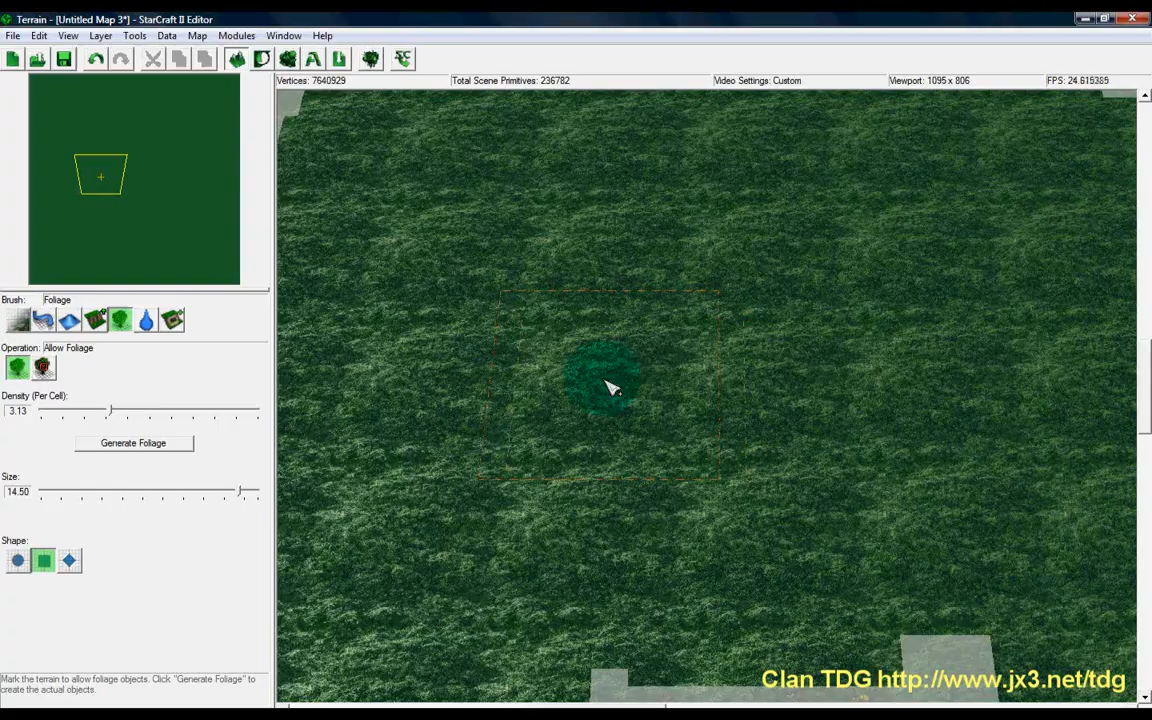 Terrain - [Untitled Map 3*] - StarCraft II Editor
File Edit View Layer Tools Data Map Modules Window Help
Vertices: 7640929 Total Scene Primitives: 236782 Video Settings: Custom Viewport: 1095 x 806 FPS: 24.615385
Brush: Foliage
Operation: Allow Foliage
Density (Per Cell):
3.13
Generate Foliage
Size:
14.50
Shape:
Mark the terrain to allow foliage objects. Click "Generate Foliage" to
create the actual objects.
Clan TDG http://www.jx3.net/tdg